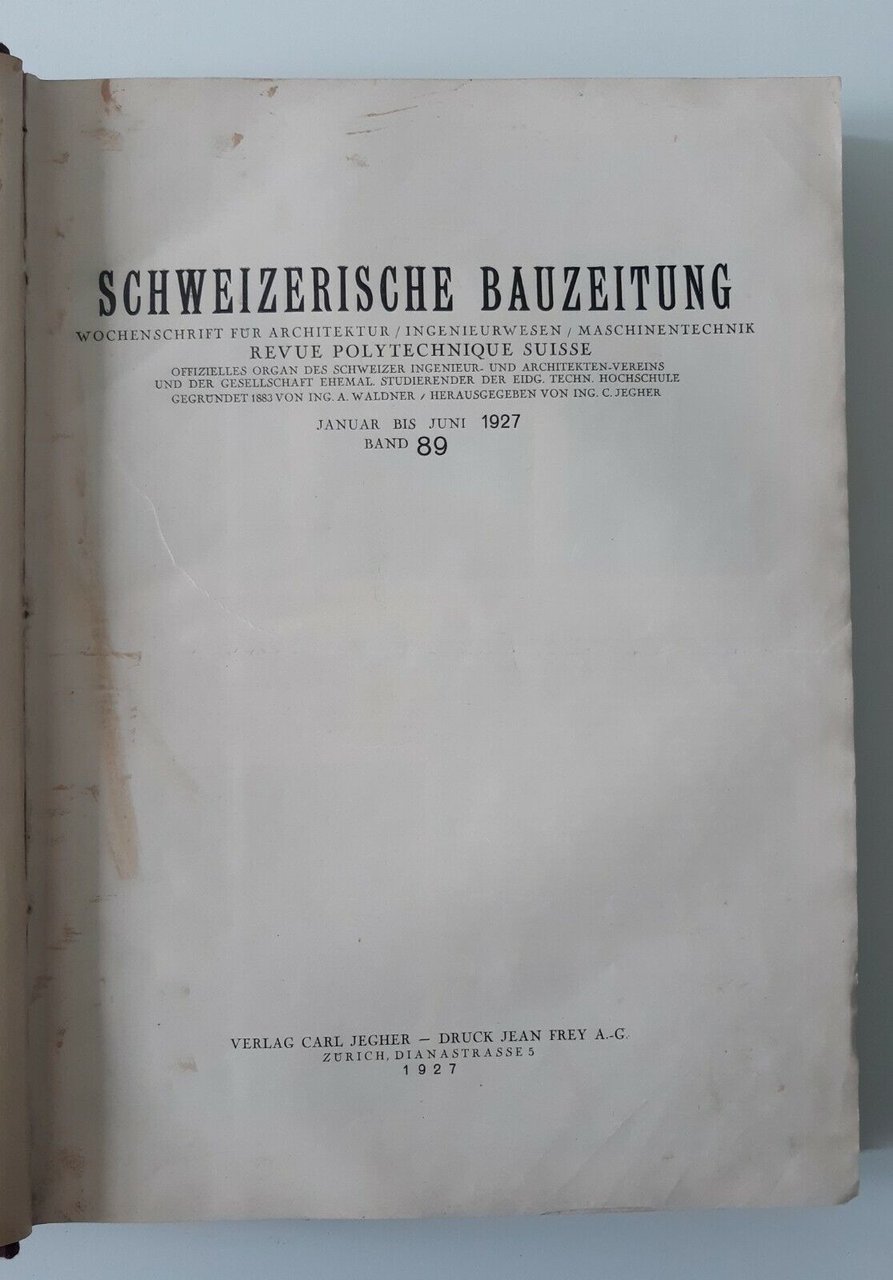 SCHWEIZERISCHE BAUZEITUNG
WOCHENSCHRIFT FÜR ARCHITEKTUR / INGENIEURWESEN / MASCHINENTECHNIK
REVUE POLYTECHNIQUE SUISSE
OFFIZIELLES ORGAN DES SCHWEIZER INGENIEUR- UND ARCHITEKTEN-VEREINS
UND DER GESELLSCHAFT EHEMAL. STUDIERENDER DER EIDG. TECHN. HOCHSCHULE
GEGRÜNDET 1883 VON ING. A. WALDNER / HERAUSGEGEBEN VON ING. C. JEGHER
JANUAR BIS JUNI 1927
BAND 89
VERLAG CARL JEGHER — DRUCK JEAN FREY A.-G.
ZÜRICH, DIANASTRASSE 5
1927